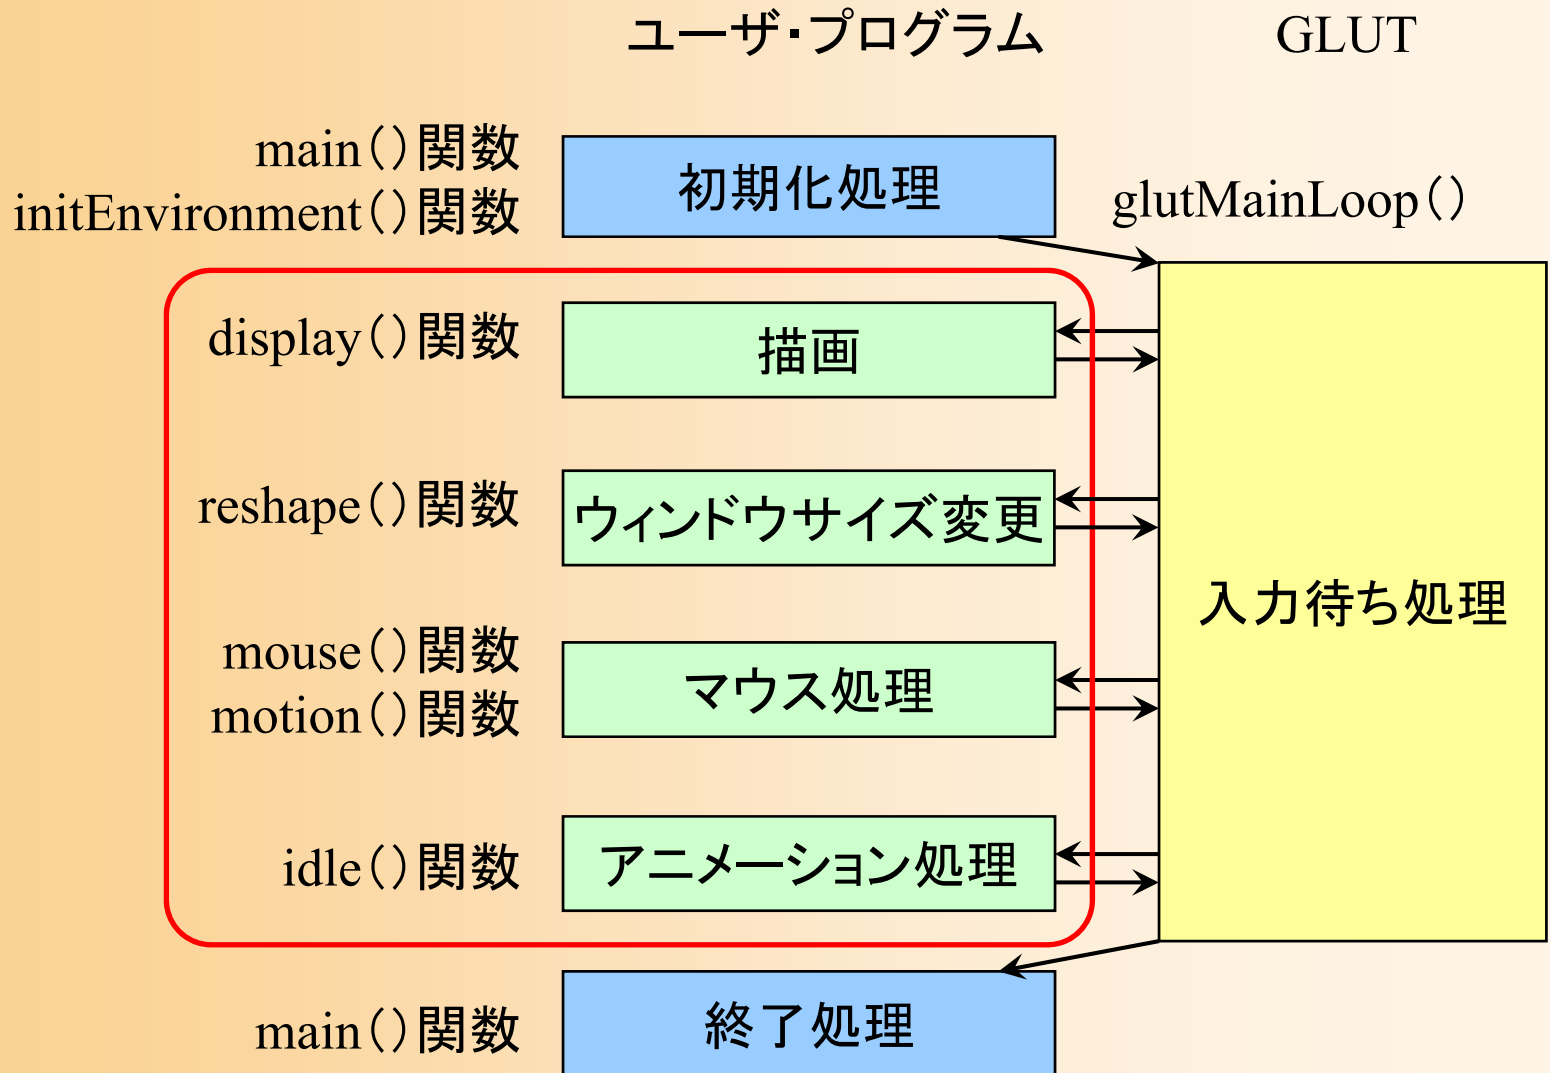 ユーザ・プログラム
GLUT
main()関数
initEnvironment()関数
初期化処理
glutMainLoop()
display()関数
描画
reshape()関数
ウィンドウサイズ変更
入力待ち処理
mouse()関数
motion()関数
マウス処理
idle()関数
アニメーション処理
main()関数
終了処理